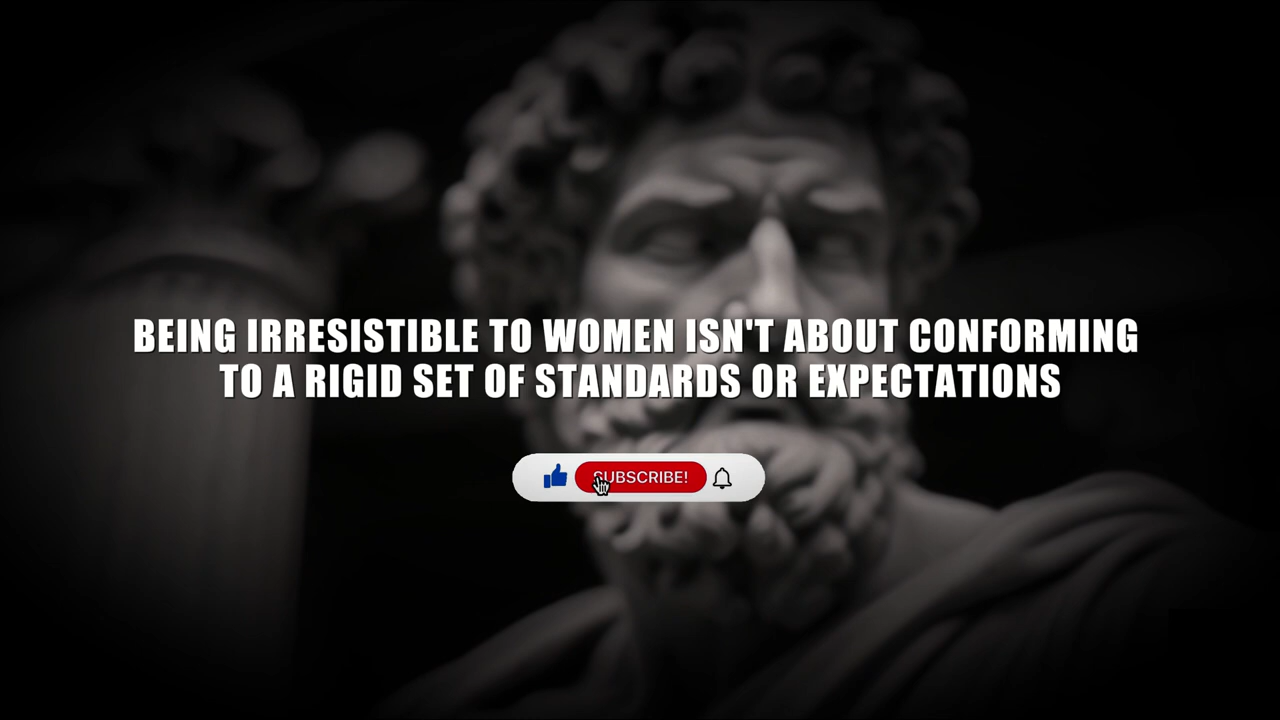 BEING IRRESISTIBLE TO WOMEN ISN'T ABOUT CONFORMING
TO A RIGID SET OF STANDARDS OR EXPECTATIONS
SUBSCRIBE!